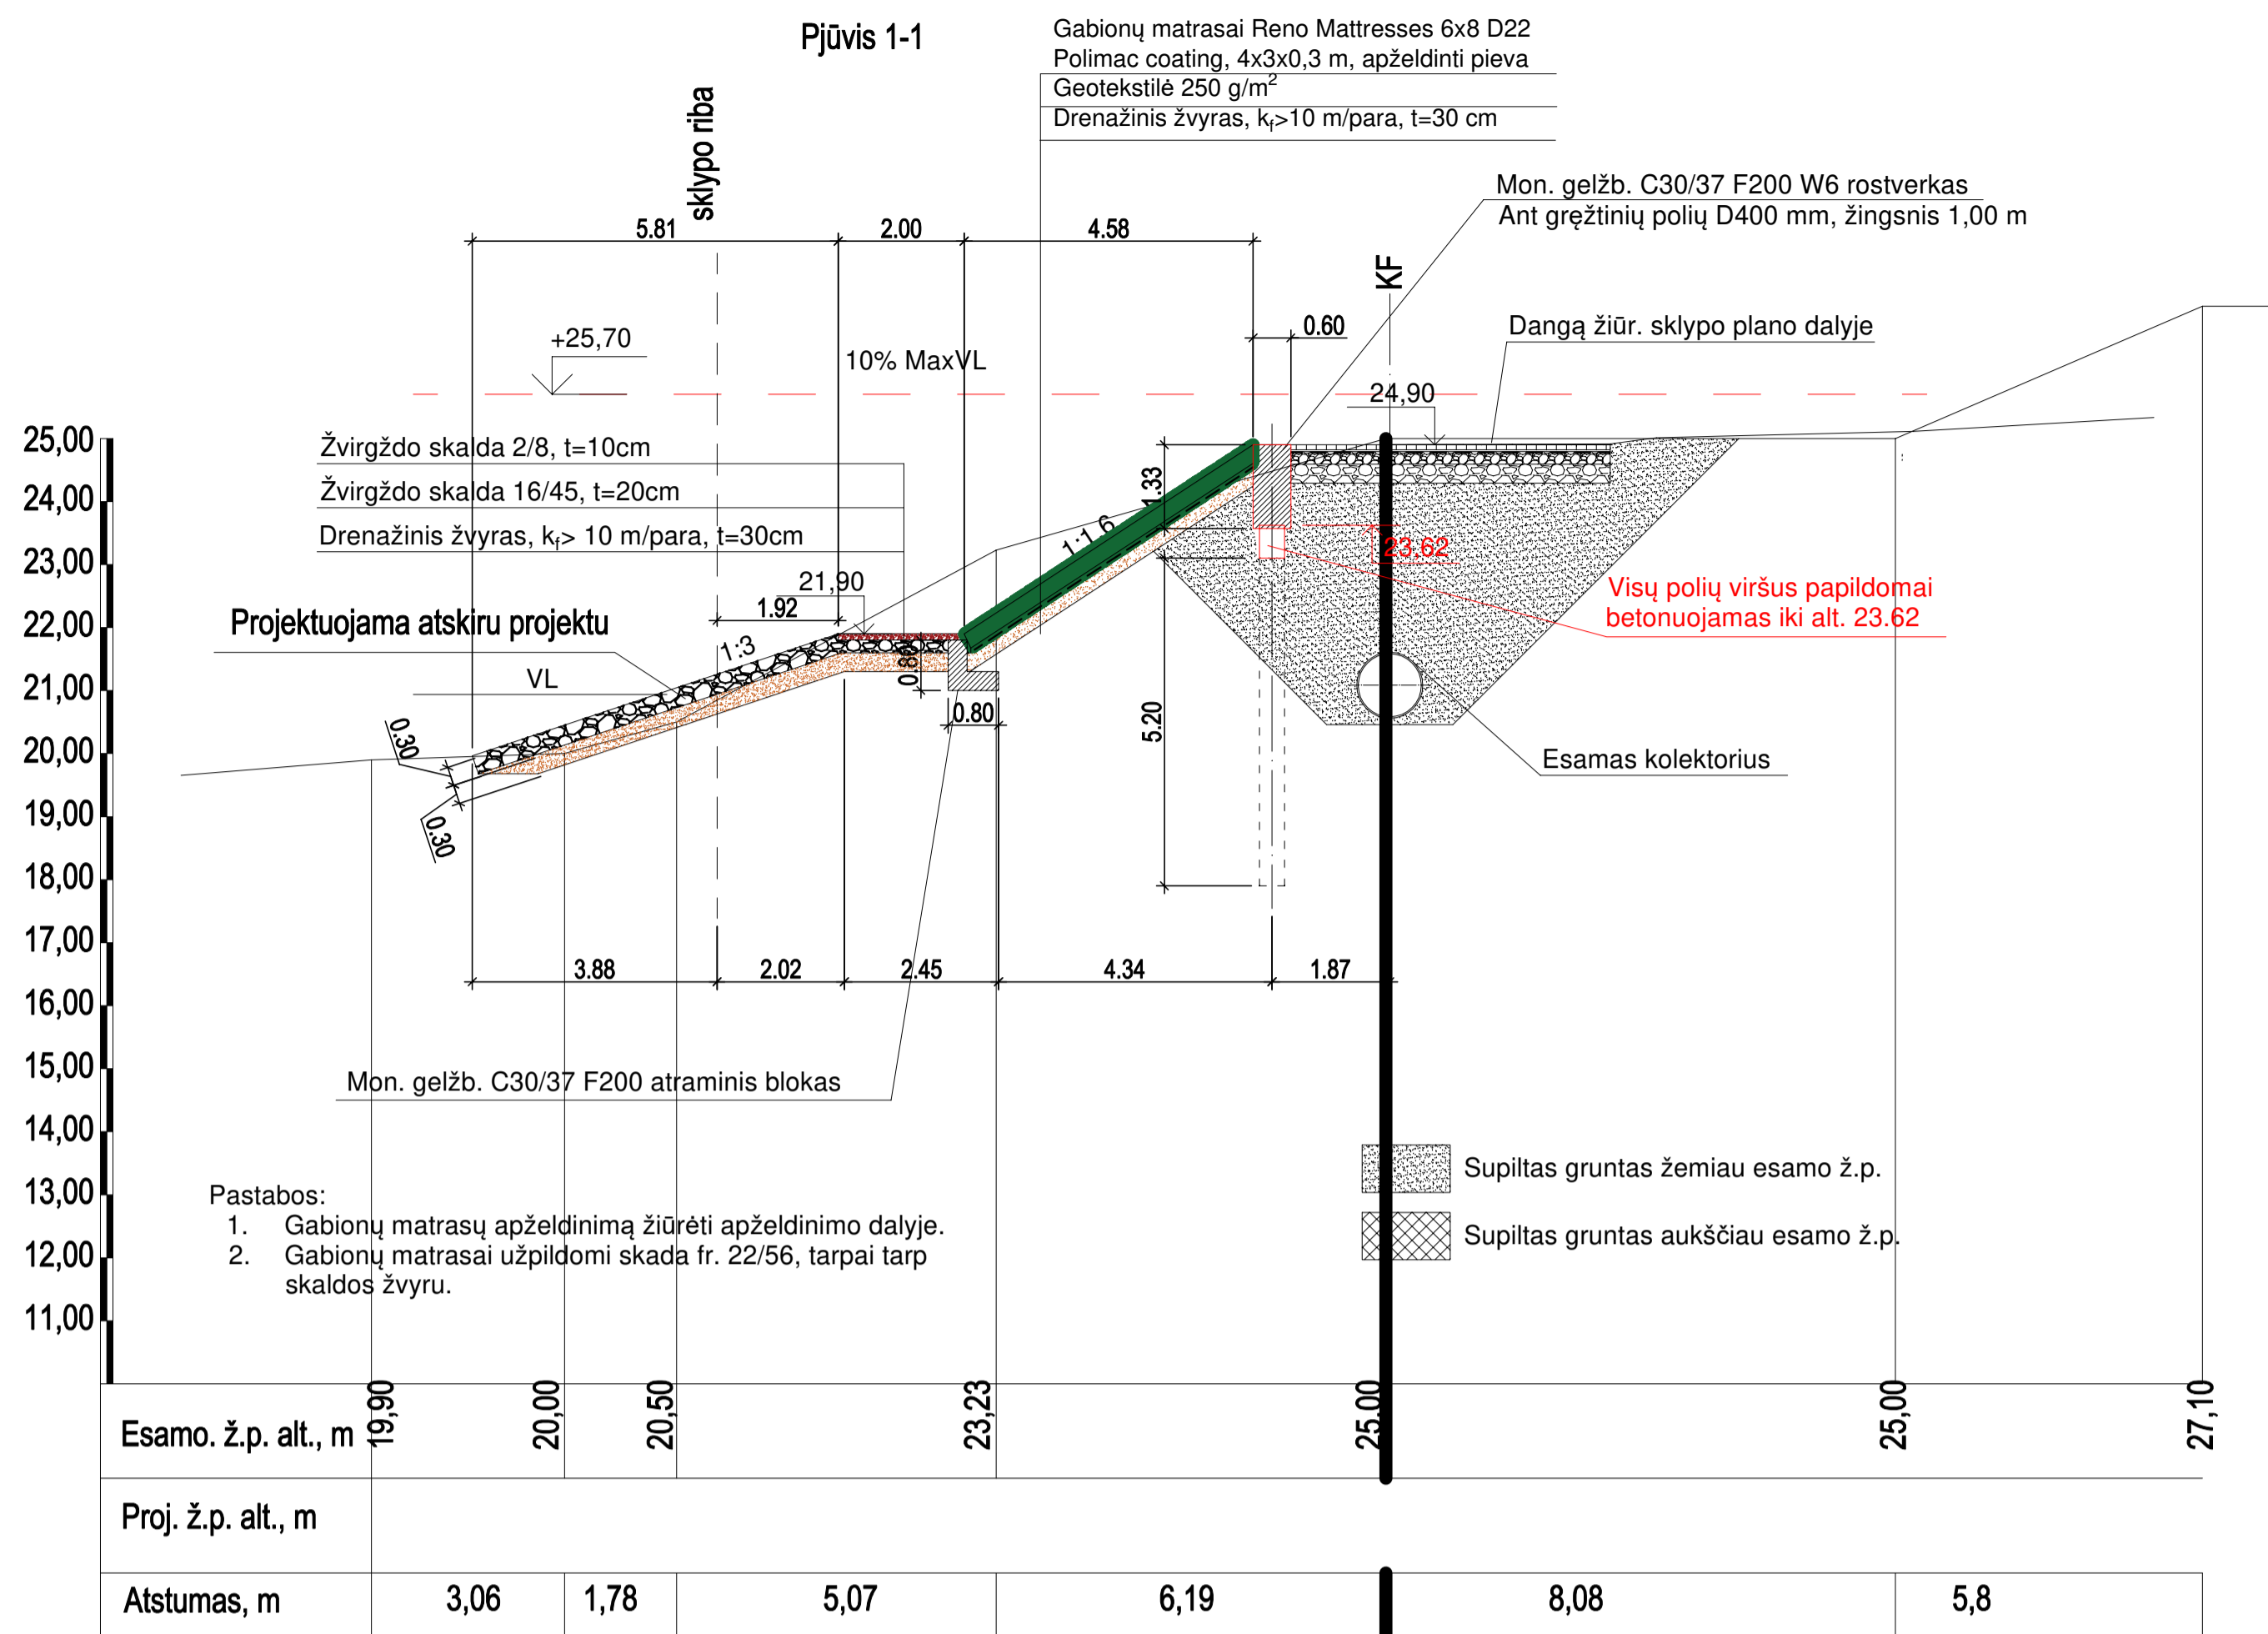 Pjūvis 1-1
Gabionų matrasai Reno Mattresses 6x8 D22
Polimac coating, 4x3x0,3 m, apželdinti pieva
Geotekstilė 250 g/m²
Drenažinis žvyras, kf>10 m/para, t=30 cm
sklypo riba
Mon. gelžb. C30/37 F200 W6 rostverkas
Ant gręžtinių polių D400 mm, žingsnis 1,00 m
5.81
2.00
4.58
KF
0.60
Dangą žiūr. sklypo plano dalyje
+25,70
10% MaxVL
24,90
25,00
Žvirgždo skalda 2/8, t=10cm
Žvirgždo skalda 16/45, t=20cm
Drenažinis žvyras, kf> 10 m/para, t=30cm
24,00
1.33
1:1,6
23,00
23,62
21,90
1.92
Visų polių viršus papildomai
betonuojamas iki alt. 23.62
22,00
Projektuojama atskiru projektu
1:3
0.80
VL
21,00
0.80
5.20
0.30
20,00
Esamas kolektorius
19,00
0.30
18,00
17,00
3.88
2.02
2.45
4.34
1.87
16,00
15,00
Mon. gelžb. C30/37 F200 atraminis blokas
14,00
Supiltas gruntas žemiau esamo ž.p.
13,00
Pastabos:
1. Gabionų matrasų apželdinimą žiūrėti apželdinimo dalyje.
2. Gabionų matrasai užpildomi skada fr. 22/56, tarpai tarp
skaldos žvyru.
Supiltas gruntas aukščiau esamo ž.p.
12,00
11,00
Esamo. ž.p. alt., m
19,90
20,00
20,50
23,23
25,00
25,00
27,10
Proj. ž.p. alt., m
Atstumas, m
3,06
1,78
5,07
6,19
8,08
5,8